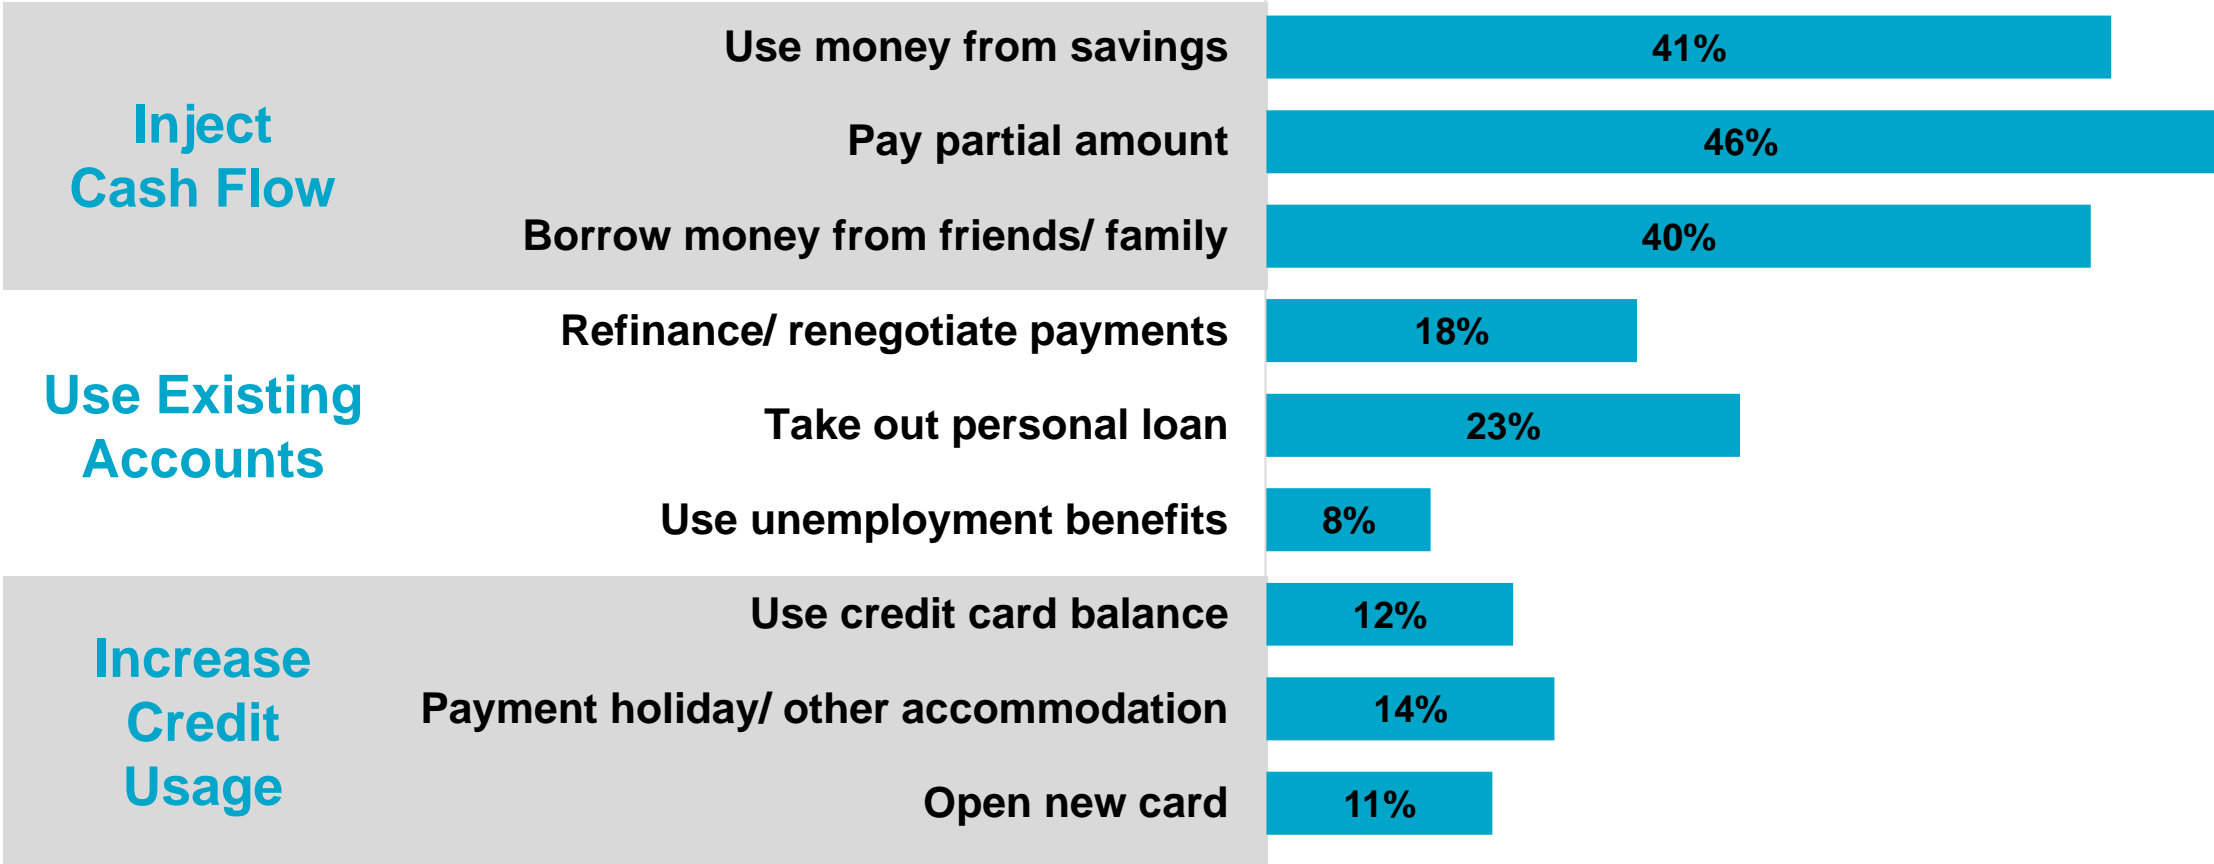 Inject
Cash Flow
Use money from savings 41%
Pay partial amount 46%
Borrow money from friends/ family 40%
Use Existing
Accounts
Refinance/ renegotiate payments 18%
Take out personal loan 23%
Use unemployment benefits 8%
Increase
Credit
Usage
Use credit card balance 12%
Payment holiday/ other accommodation 14%
Open new card 11%